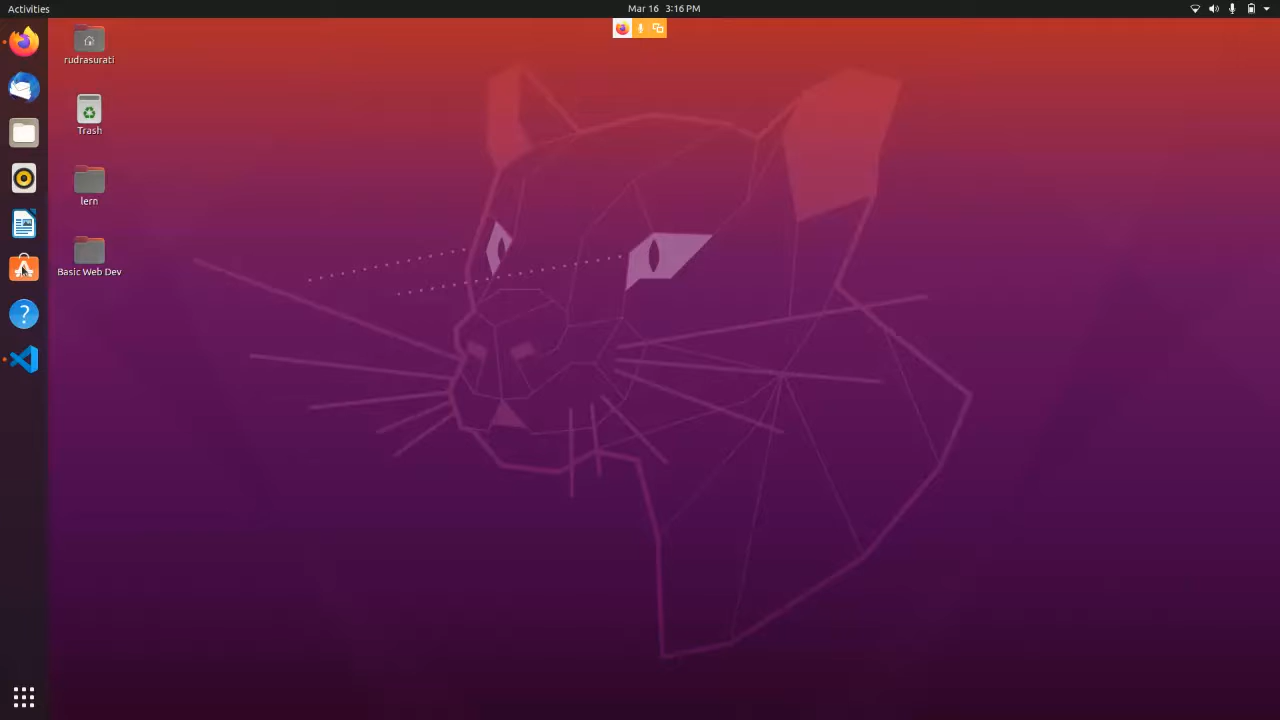 Activities
Mar 16 3:16 PM
rudrasurati
Trash
lern
Basic Web Dev